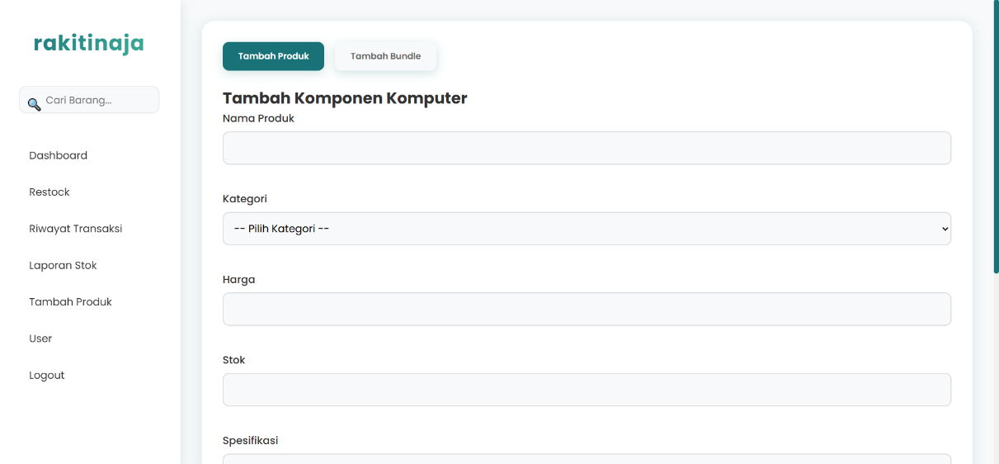 rakitinaja
Cari Barang...
Dashboard
Restock
Riwayat Transaksi
Laporan Stok
Tambah Produk
User
Logout
Tambah Produk
Tambah Bundle
Tambah Komponen Komputer
Nama Produk
Kategori
-- Pilih Kategori --
Harga
Stok
Spesifikasi